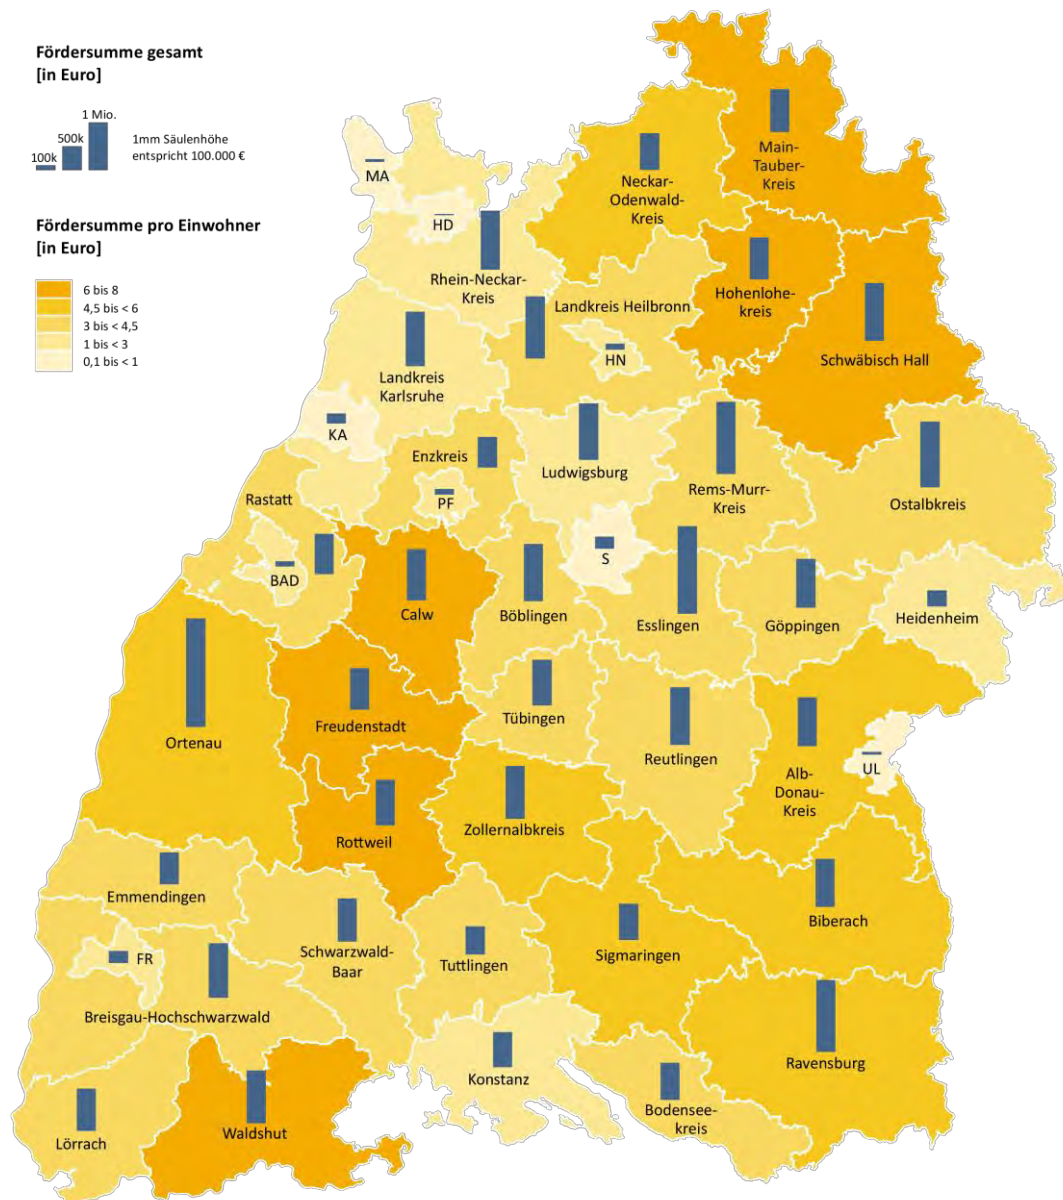 Fördersumme gesamt
[in Euro]
1 Mio.
500k
100k
1mm Säulenhöhe
entspricht 100.000 €
Fördersumme pro Einwohner
[in Euro]
6 bis 8
4,5 bis < 6
3 bis < 4,5
1 bis < 3
0,1 bis < 1
Main-
Tauber-
Kreis
MA
Neckar-
Odenwald-
Kreis
HD
Rhein-Neckar-
Kreis
Hohenlohe-
kreis
Landkreis Heilbronn
HN
Schwäbisch Hall
Landkreis
Karlsruhe
KA
Enzkreis
PF
Ludwigsburg
Rems-Murr-
Kreis
Ostalbkreis
Rastatt
BAD
S
Calw
Böblingen
Esslingen
Göppingen
Heidenheim
Ortenau
Freudenstadt
Tübingen
Reutlingen
Alb-
Donau-
Kreis
UL
Rottweil
Zollernalbkreis
Emmendingen
Biberach
FR
Schwarzwald-
Baar
Tuttlingen
Sigmaringen
Breisgau-Hochschwarzwald
Ravensburg
Konstanz
Bodensee-
kreis
Lörrach
Waldshut